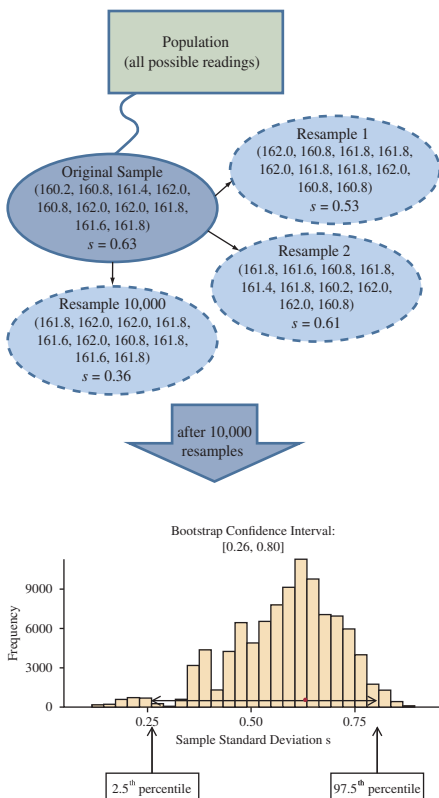 Population
(all possible readings)
Original Sample
(160.2, 160.8, 161.4, 162.0,
160.8, 162.0, 162.0, 161.8,
161.6, 161.8)
s = 0.63
Resample 1
(162.0, 160.8, 161.8, 161.8,
162.0, 161.8, 161.8, 162.0,
160.8, 160.8)
s = 0.53
Resample 2
(161.8, 161.6, 160.8, 161.8,
161.4, 161.8, 160.2, 162.0,
162.0, 160.8)
s = 0.61
Resample 10,000
(161.8, 162.0, 162.0, 161.8,
161.6, 162.0, 160.8, 161.8,
161.6, 161.8)
s = 0.36
after 10,000
resamples
Bootstrap Confidence Interval:
[0.26, 0.80]
9000
6000
3000
0
Frequency
0.25 0.50 0.75
Sample Standard Deviation s
2.5th percentile
97.5th percentile